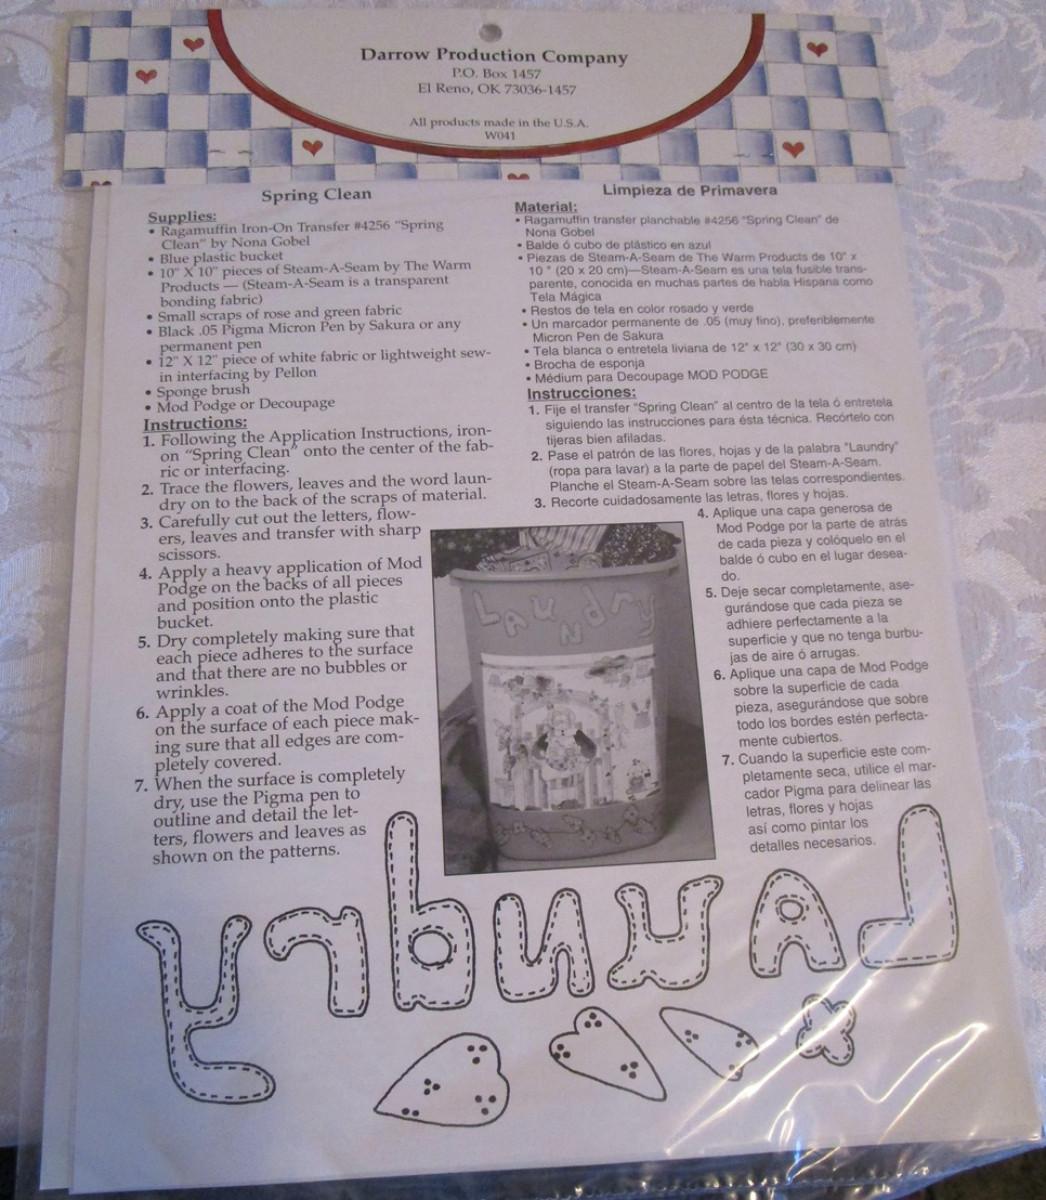 Darrow Production Company
P.O. Box 1457
El Reno, OK 73036-1457
All products made in the U.S.A.
W041
Spring Clean
Supplies:
• Ragamuffin Iron-On Transfer #4256 "Spring
Clean" by Nona Gobel
• Blue plastic bucket
• 10" X 10" pieces of Steam-A-Seam by The Warm
Products — (Steam-A-Seam is a transparent
bonding fabric)
• Small scraps of rose and green fabric
• Black .05 Pigma Micron Pen by Sakura or any
permanent pen
• 12" X 12" piece of white fabric or lightweight sew-
in interfacing by Pellon
• Sponge brush
• Mod Podge or Decoupage
Instructions:
1. Following the Application Instructions, iron-
on "Spring Clean" onto the center of the fab-
ric or interfacing.
2. Trace the flowers, leaves and the word laun-
dry on to the back of the scraps of material.
3. Carefully cut out the letters, flow-
ers, leaves and transfer with sharp
scissors.
4. Apply a heavy application of Mod
Podge on the backs of all pieces
and position onto the plastic
bucket.
5. Dry completely making sure that
each piece adheres to the surface
and that there are no bubbles or
wrinkles.
6. Apply a coat of the Mod Podge
on the surface of each piece mak-
ing sure that all edges are com-
pletely covered.
7. When the surface is completely
dry, use the Pigma pen to
outline and detail the let-
ters, flowers and leaves as
shown on the patterns.
Limpieza de Primavera
Material:
• Ragamuffin transfer planchable #4256 "Spring Clean" de
Nona Gobel
• Balde ó cubo de plástico en azul
• Piezas de Steam-A-Seam de The Warm Products de 10" x
10 " (20 x 20 cm)—Steam-A-Seam es una tela fusible trans-
parente, conocida en muchas partes de habla Hispana como
Tela Mágica
• Restos de tela en color rosado y verde
• Un marcador permanente de .05 (muy fino), preferiblemente
Micron Pen de Sakura
• Tela blanca o entretela liviana de 12" x 12" (30 x 30 cm)
• Brocha de esponja
• Médium para Decoupage MOD PODGE
Instrucciones:
1. Fije el transfer "Spring Clean" al centro de la tela ó entretela
siguiendo las instrucciones para ésta técnica. Recórtelo con
tijeras bien afiladas.
2. Pase el patrón de las flores, hojas y de la palabra "Laundry"
(ropa para lavar) a la parte de papel del Steam-A-Seam.
Planche el Steam-A-Seam sobre las telas correspondientes.
3. Recorte cuidadosamente las letras, flores y hojas.
4. Aplique una capa generosa de
Mod Podge por la parte de atrás
de cada pieza y colóquelo en el
balde ó cubo en el lugar desea-
do.
5. Deje secar completamente, ase-
gurándose que cada pieza se
adhiere perfectamente a la
superficie y que no tenga burbu-
jas de aire ó arrugas.
6. Aplique una capa de Mod Podge
sobre la superficie de cada
pieza, asegurándose que sobre
todo los bordes estén perfecta-
mente cubiertos.
7. Cuando la superficie este com-
pletamente seca, utilice el mar-
cador Pigma para delinear las
letras, flores y hojas
así como pintar los
detalles necesarios.
Laundry
Laundry